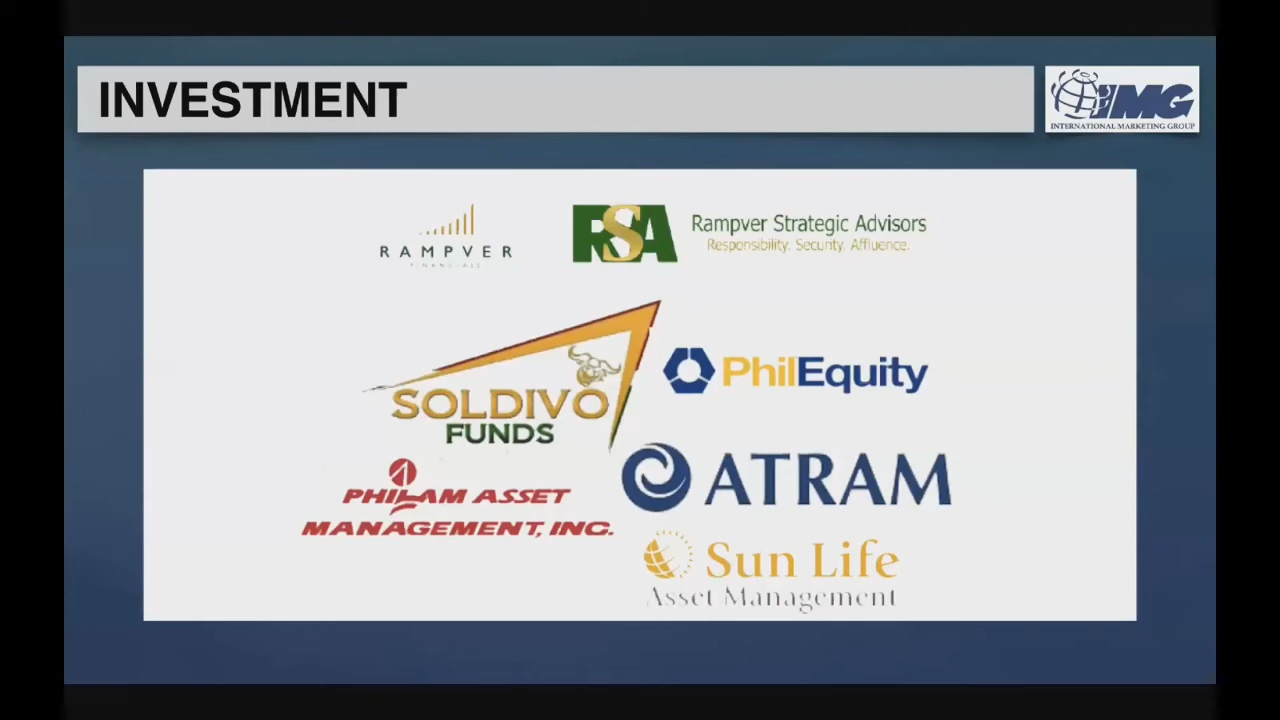 INVESTMENT
IMG
INTERNATIONAL MARKETING GROUP
RAMPVER
FINANCIALS
RSA
Rampver Strategic Advisors
Responsibility. Security. Affluence.
SOLDIVO
FUNDS
PhilEquity
PHILAM ASSET
MANAGEMENT, INC.
ATRAM
Sun Life
Asset Management